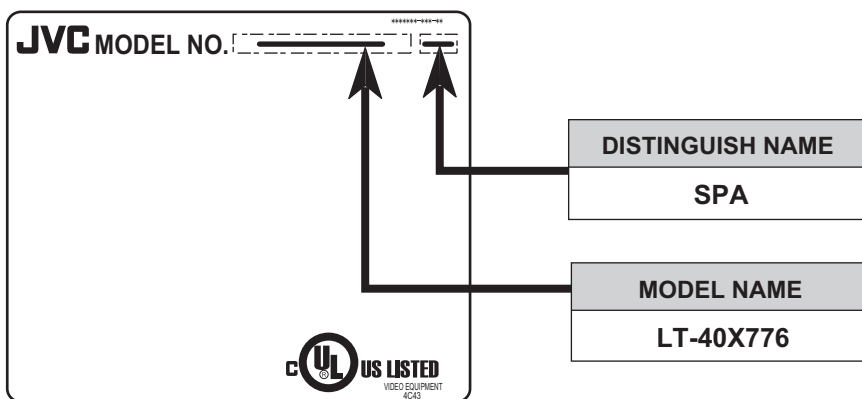 *******-***-**
JVC MODEL NO.
DISTINGUISH NAME
SPA
MODEL NAME
LT-40X776
C UL ® US LISTED
VIDEO EQUIPMENT
4C43